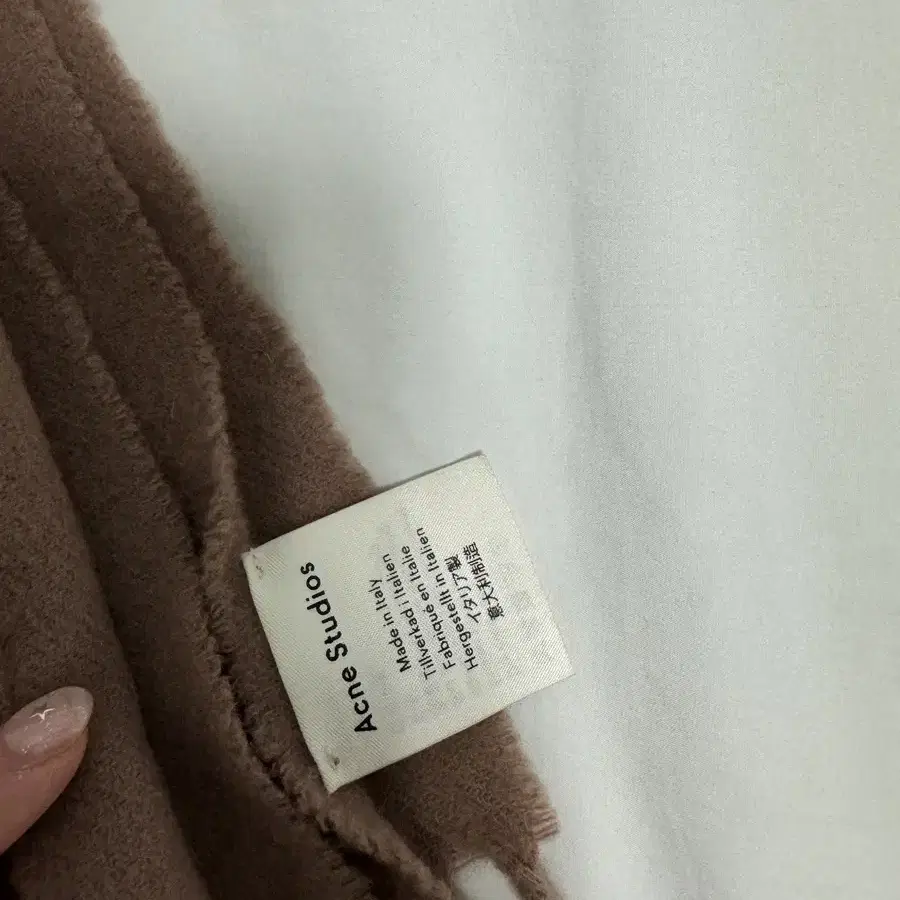 Acne Studios
Made in Italy
Tillverkad i Italien
Fabriqué en Italie
Hergestellt in Italien
イタリア製
意大利制造